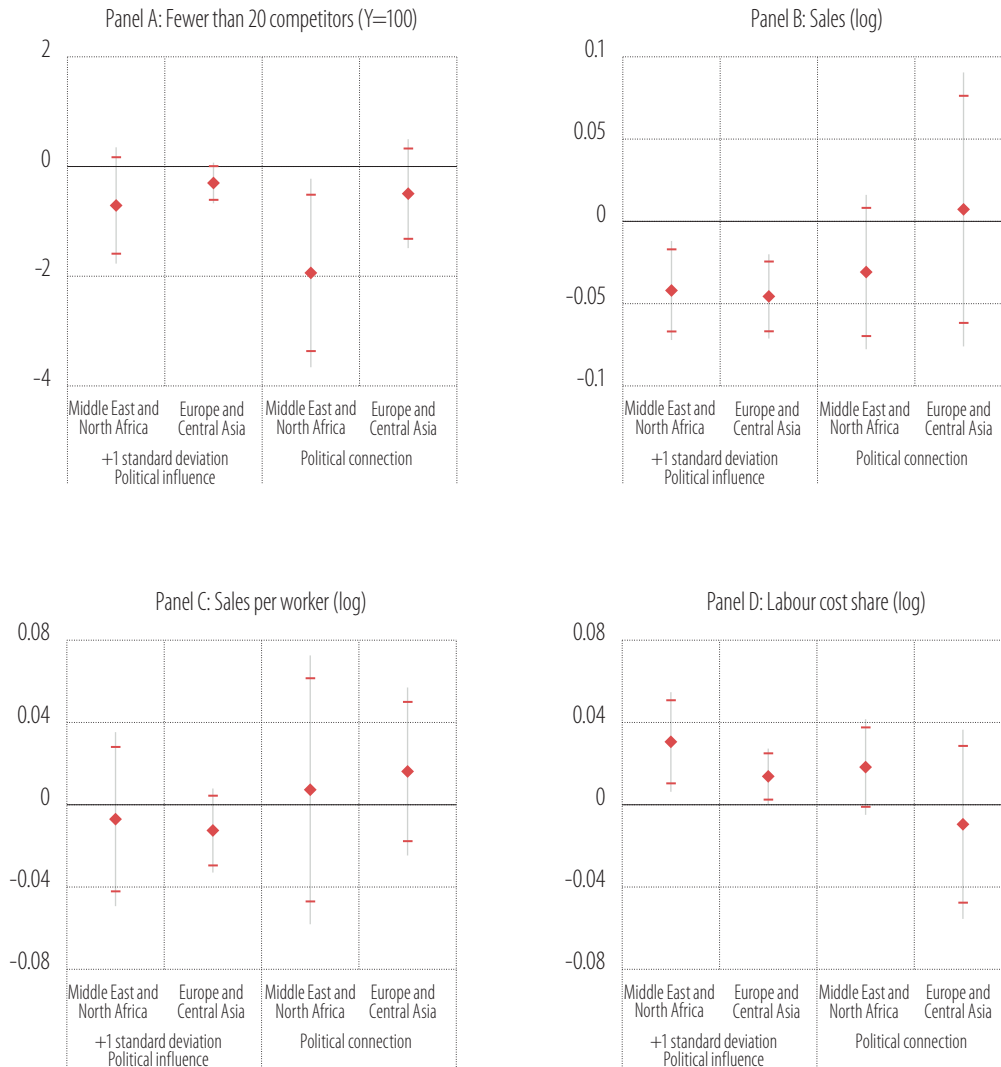 Panel A: Fewer than 20 competitors (Y=100)
2
0
-2
-4
Middle East and North Africa
Europe and Central Asia
Middle East and North Africa
Europe and Central Asia
+1 standard deviation
Political influence
Political connection
Panel B: Sales (log)
0.1
0.05
0
-0.05
-0.1
Middle East and North Africa
Europe and Central Asia
Middle East and North Africa
Europe and Central Asia
+1 standard deviation
Political influence
Political connection
Panel C: Sales per worker (log)
0.08
0.04
0
-0.04
-0.08
Middle East and North Africa
Europe and Central Asia
Middle East and North Africa
Europe and Central Asia
+1 standard deviation
Political influence
Political connection
Panel D: Labour cost share (log)
0.08
0.04
0
-0.04
-0.08
Middle East and North Africa
Europe and Central Asia
Middle East and North Africa
Europe and Central Asia
+1 standard deviation
Political influence
Political connection